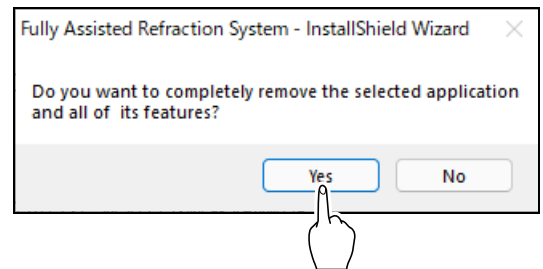 Fully Assisted Refraction System - InstallShield Wizard
Do you want to completely remove the selected application
and all of its features?
Yes
No